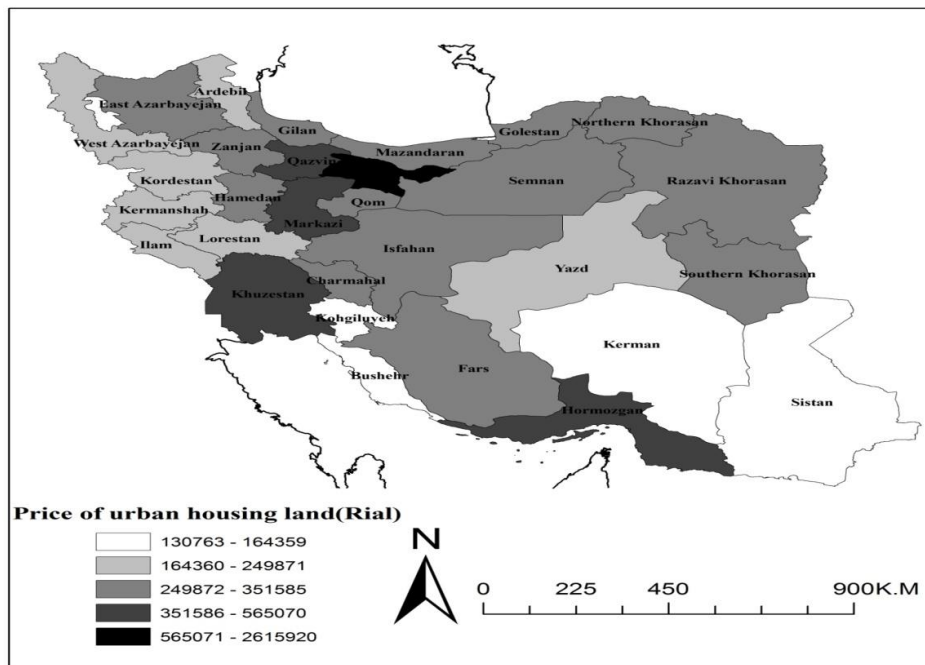 Ardebil
East Azarbayejan
Gilan
Golestan
Northern Khorasan
West Azarbayejan
Zanjan
Mazandaran
Qazvin
Semnan
Razavi Khorasan
Kordestan
Hamedan
Qom
Kermanshah
Markazi
Lorestan
Ilam
Isfahan
Yazd
Southern Khorasan
Charmahal
Khuzestan
Kohgiluyeh
Kerman
Fars
Bushehr
Sistan
Hormozgan
Price of urban housing land(Rial)
130763 - 164359
164360 - 249871
249872 - 351585
351586 - 565070
565071 - 2615920
N
0 225 450 900K.M